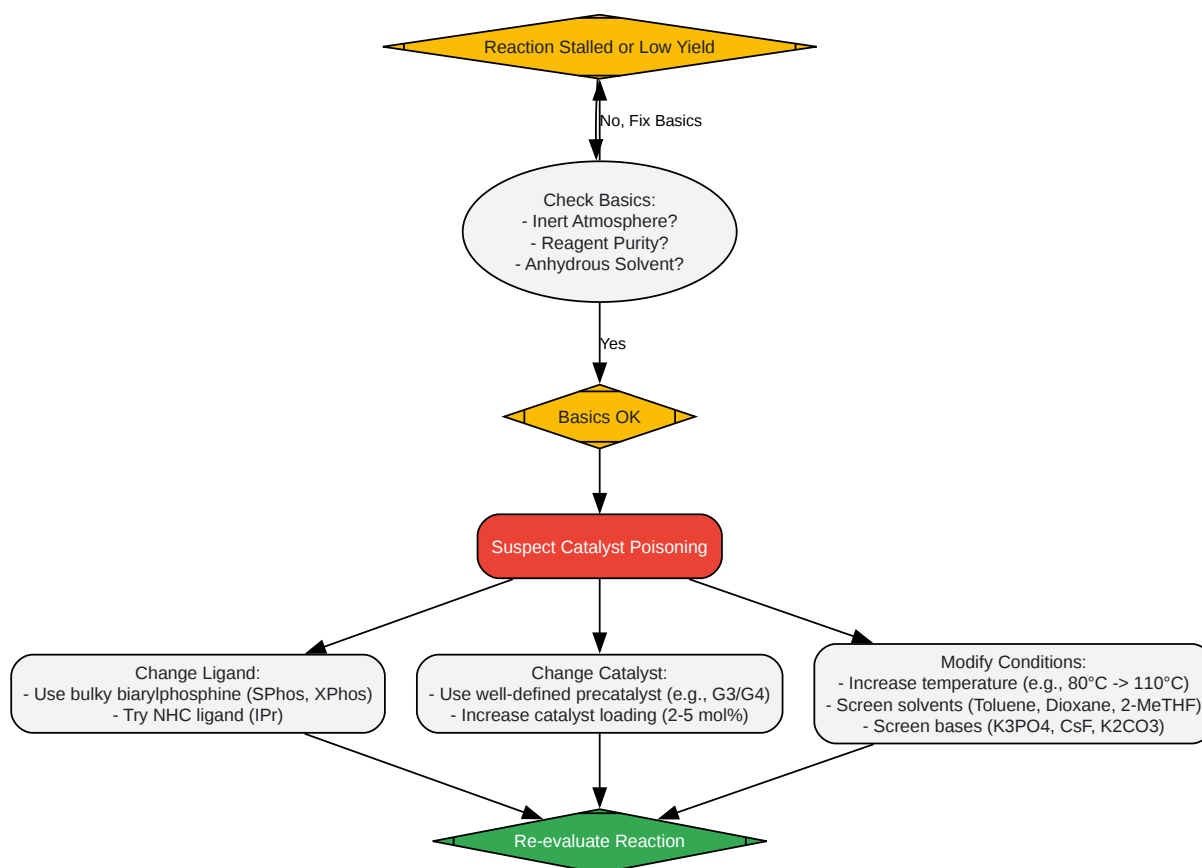 Reaction Stalled or Low Yield
No, Fix Basics
Check Basics:
- Inert Atmosphere?
- Reagent Purity?
- Anhydrous Solvent?
Yes
Basics OK
Suspect Catalyst Poisoning
Change Ligand:
- Use bulky biarylphosphine (SPhos, XPhos)
- Try NHC ligand (IPr)
Change Catalyst:
- Use well-defined precatalyst (e.g., G3/G4)
- Increase catalyst loading (2-5 mol%)
Modify Conditions:
- Increase temperature (e.g., 80°C -> 110°C)
- Screen solvents (Toluene, Dioxane, 2-MeTHF)
- Screen bases (K3PO4, CsF, K2CO3)
Re-evaluate Reaction